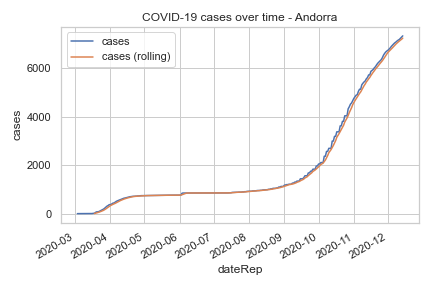 COVID-19 cases over time - Andorra
cases
cases (rolling)
cases
6000
4000
2000
0
2020-03
2020-04
2020-05
2020-06
2020-07
2020-08
2020-09
2020-10
2020-11
2020-12
dateRep